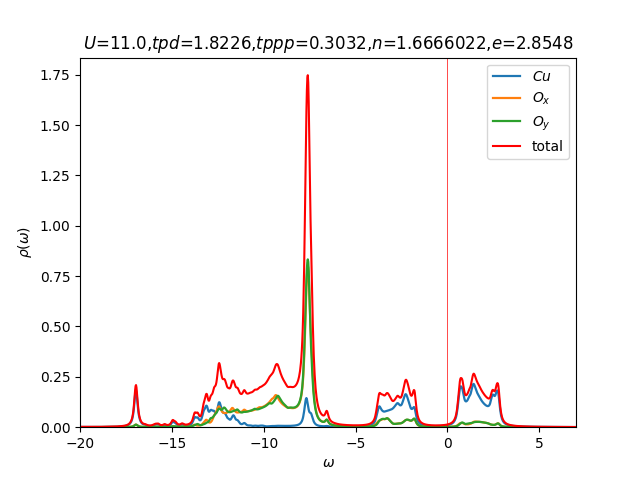 U=11.0,tpd=1.8226,tppp=0.3032,n=1.6666022,e=2.8548
1.75
1.50
1.25
1.00
0.75
0.50
0.25
0.00
ρ(ω)
Cu
Oₓ
O_y
total
−20 −15 −10 −5 0 5
ω